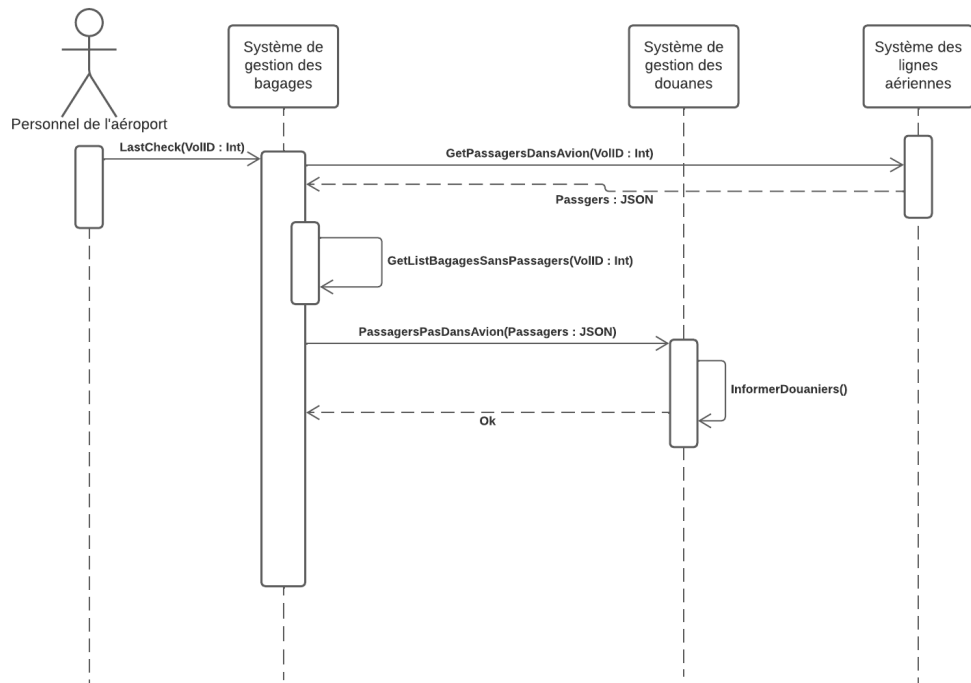 Système de
gestion des
bagages
Système de
gestion des
douanes
Système des
lignes
aériennes
Personnel de l'aéroport
LastCheck(VolID : Int)
GetPassagersDansAvion(VolID : Int)
Passgers : JSON
GetListBagagesSansPassagers(VolID : Int)
PassagersPasDansAvion(Passagers : JSON)
InformerDouaniers()
Ok